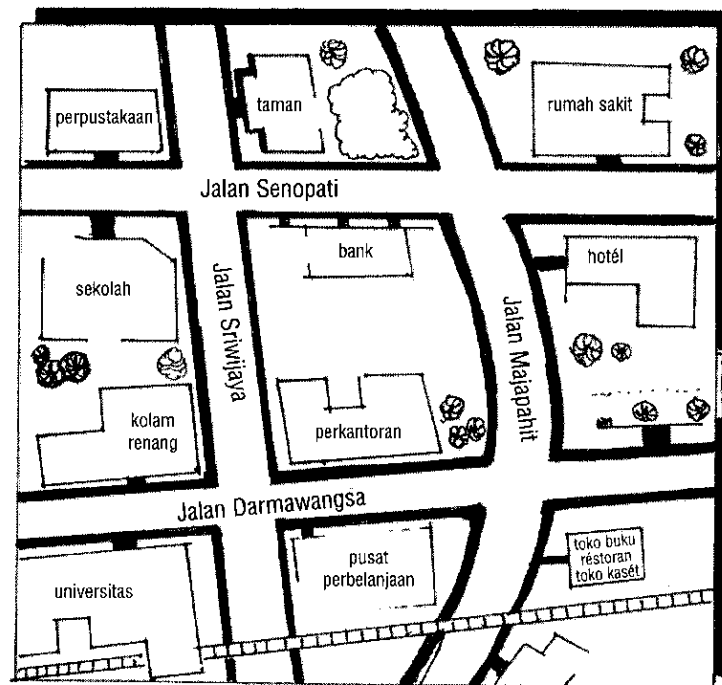 perpustakaan
taman
rumah sakit
Jalan Senopati
sekolah
Jalan Sriwijaya
bank
Jalan Majapahit
hotél
kolam
renang
perkantoran
Jalan Darmawangsa
universitas
pusat
perbelanjaan
toko buku
réstoran
toko kasét